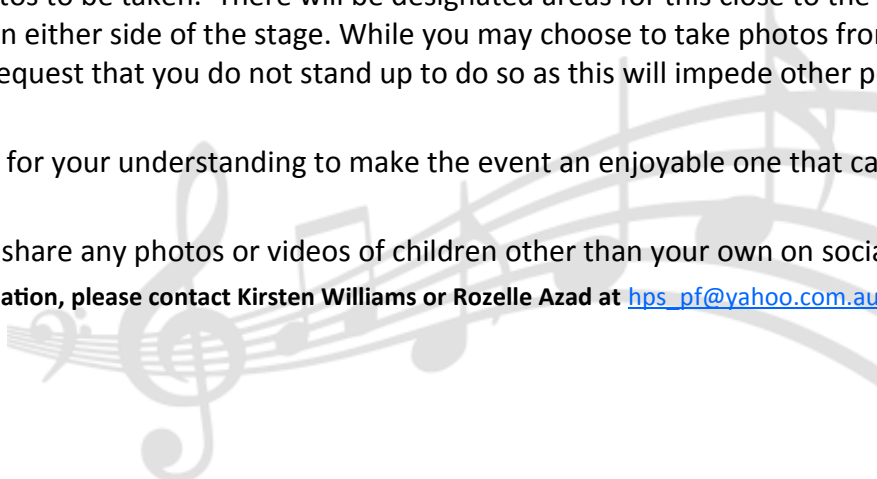 os to be taken. There will be designated areas for this close to the
n either side of the stage. While you may choose to take photos from
equest that you do not stand up to do so as this will impede other p
for your understanding to make the event an enjoyable one that ca
share any photos or videos of children other than your own on socia
ation, please contact Kirsten Williams or Rozelle Azad at hps_pf@yahoo.com.au